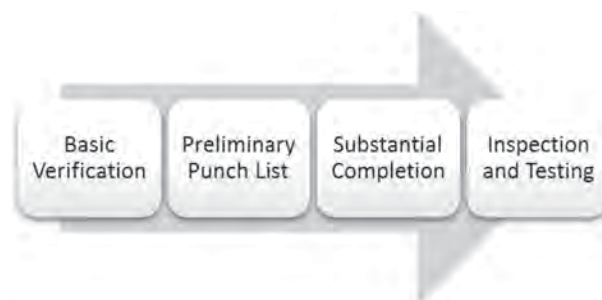 Basic
Verification
Preliminary
Punch List
Substantial
Completion
Inspection
and Testing